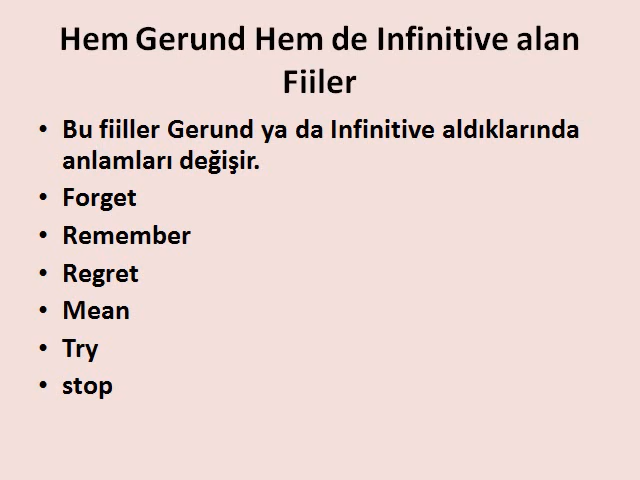 Hem Gerund Hem de Infinitive alan
Fiiler
• Bu fiiller Gerund ya da Infinitive aldıklarında
anlamları değişir.
• Forget
• Remember
• Regret
• Mean
• Try
• stop